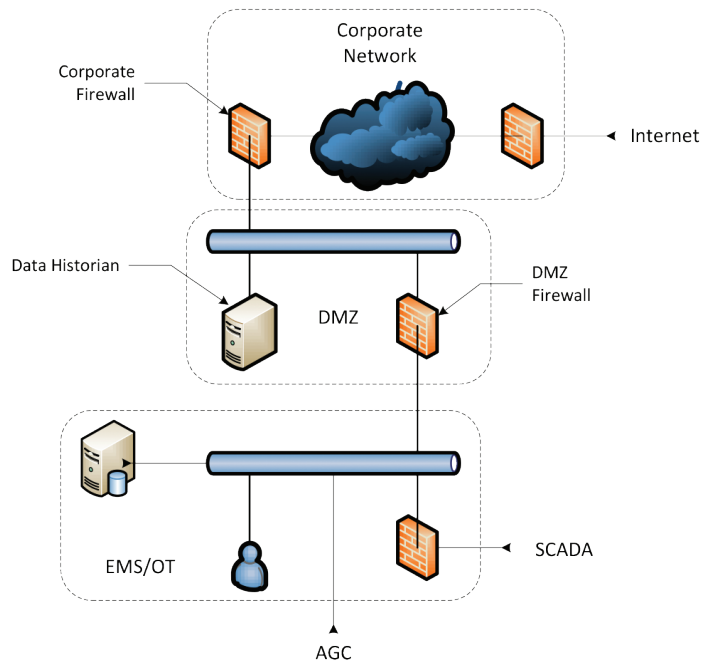 Corporate
Network
Corporate
Firewall
Internet
Data Historian
DMZ
Firewall
DMZ
EMS/OT
SCADA
AGC